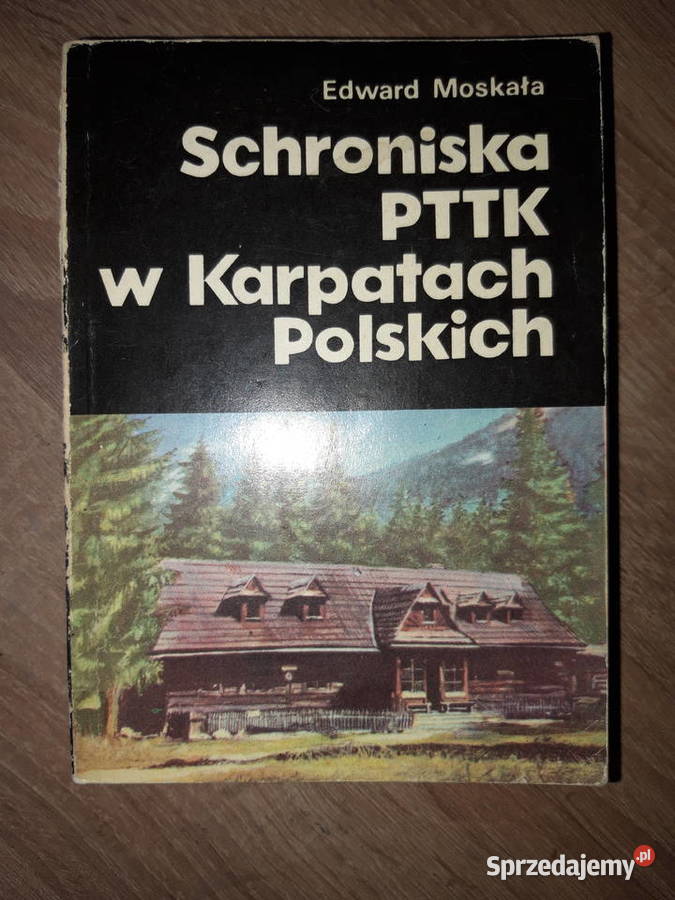 Edward Moskała
Schroniska
PTTK
w Karpatach
Polskich
Sprzedajemy.pl